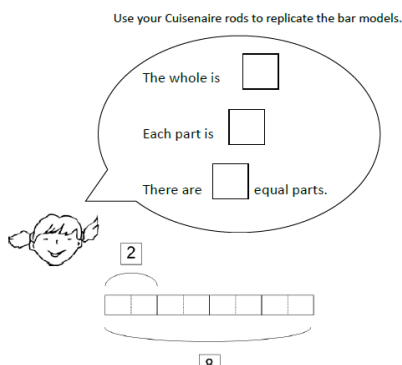 Use your Cuisenaire rods to replicate the bar models.
The whole is
Each part is
There are equal parts.
2
8